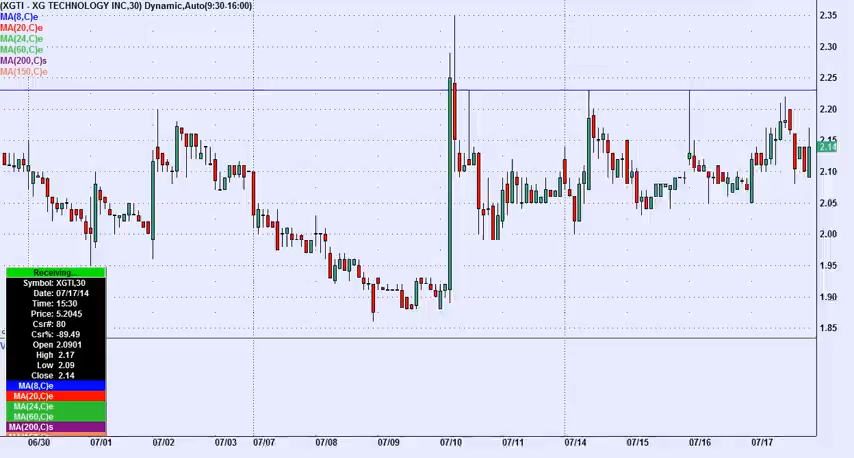 (XGTI - XG TECHNOLOGY INC,30) Dynamic,Auto(9:30-16:00)
MA(8,C)e
MA(20,C)e
MA(24,C)e
MA(60,C)e
MA(200,C)s
MA(150,C)e
2.35
2.30
2.25
2.20
2.15
2.14
2.10
2.05
2.00
1.95
1.90
1.85
Receiving...
Symbol: XGTI,30
Date: 07/17/14
Time: 15:30
Price: 5.2045
Csr#: 80
Csr%: -89.49
Open 2.0901
High 2.17
Low 2.09
Close 2.14
MA(8,C)e
MA(20,C)e
MA(24,C)e
MA(60,C)e
MA(200,C)s
06/30 07/01 07/02 07/03 07/07 07/08 07/09 07/10 07/11 07/14 07/15 07/16 07/17